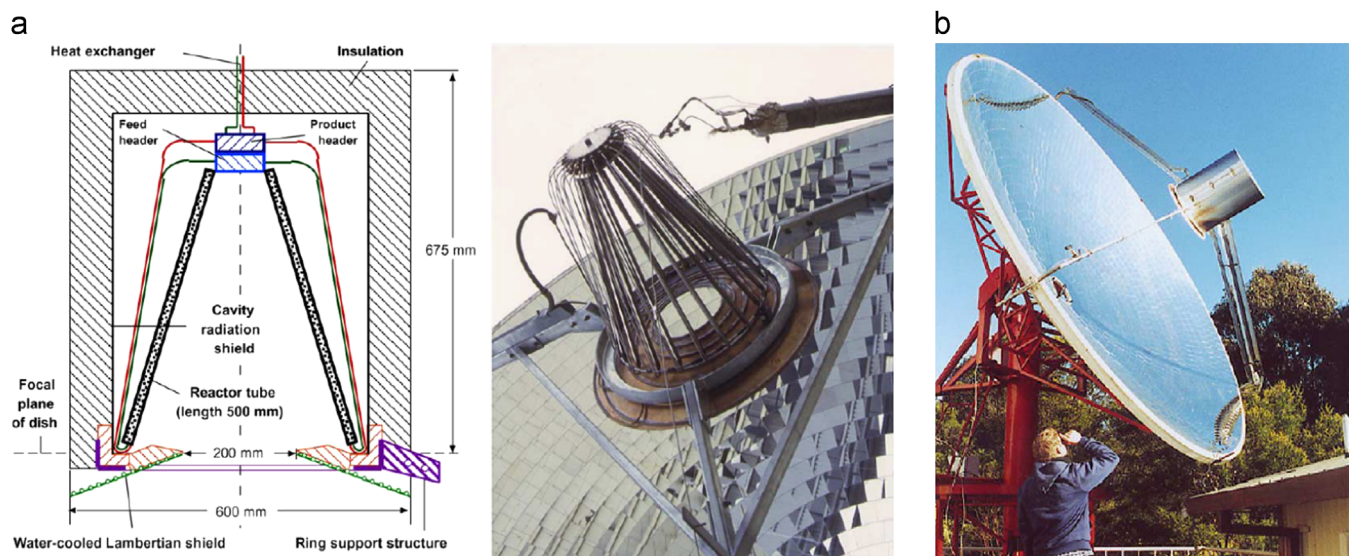 a
b
Heat exchanger
Insulation
Feed
header
Product
header
675 mm
Cavity
radiation
shield
Focal
plane
of dish
Reactor tube
(length 500 mm)
200 mm
600 mm
Water-cooled Lambertian shield
Ring support structure